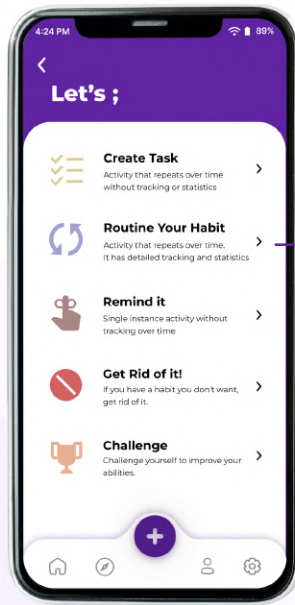 4:24 PM
89%
Let's ;
Create Task
Activity that repeats over time
without tracking or statistics
Routine Your Habit
Activity that repeats over time.
It has detailed tracking and statistics
Remind it
Single instance activity without
tracking over time
Get Rid of it!
If you have a habit you don't want,
get rid of it.
Challenge
Challenge yourself to improve your
abilities.